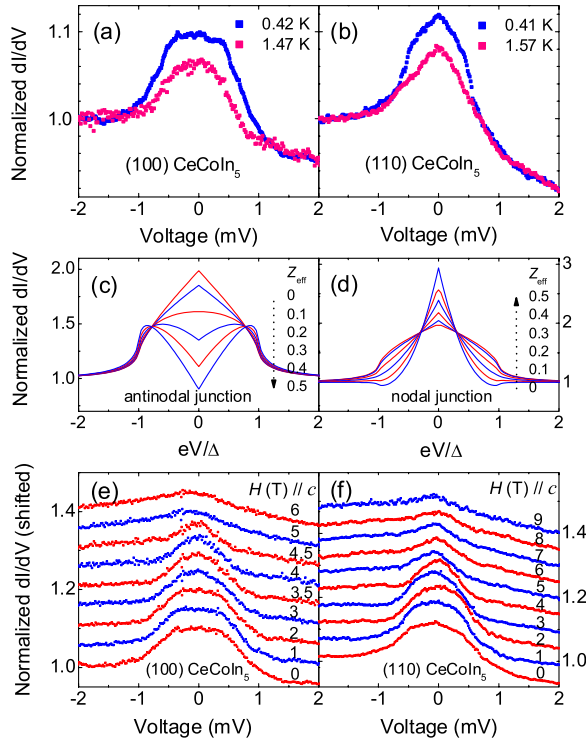 (a)
0.42 K
1.47 K
(100) CeCoIn5
1.1
1.0
Normalized dI/dV
-2 -1 0 1 2
Voltage (mV)
(b)
0.41 K
1.57 K
(110) CeCoIn5
-2 -1 0 1 2
Voltage (mV)
(c)
Zeff
0
0.1
0.2
0.3
0.4
0.5
antinodal junction
2.0
1.5
1.0
Normalized dI/dV
-2 -1 0 1 2
eV/Δ
(d)
Zeff
0.5
0.4
0.3
0.2
0.1
0
nodal junction
3
2
1
-2 -1 0 1 2
eV/Δ
(e)
H (T) // c
6
5
4.5
4
3.5
3
2
1
0
(100) CeCoIn5
1.4
1.2
1.0
Normalized dI/dV (shifted)
-2 -1 0 1 2
Voltage (mV)
(f)
H (T) // c
9
8
7
6
5
4
3
2
1
0
(110) CeCoIn5
1.4
1.2
1.0
-2 -1 0 1 2
Voltage (mV)